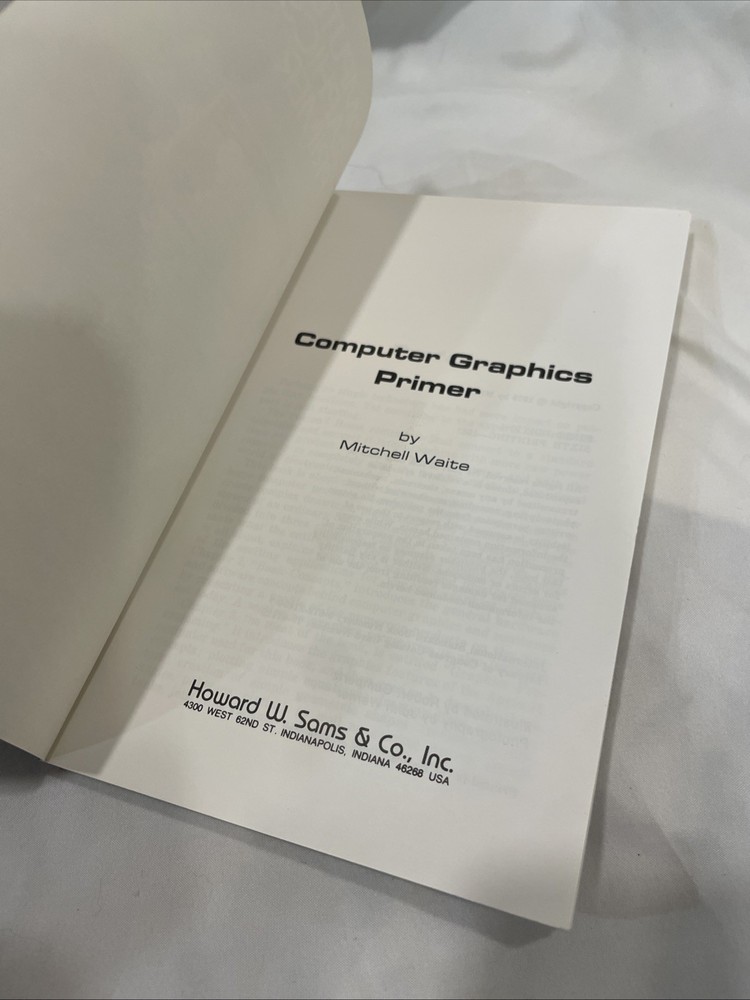 Computer Graphics
Primer
by
Mitchell Waite
Howard W. Sams & Co., Inc.
4300 WEST 62ND ST. INDIANAPOLIS, INDIANA 46268 USA